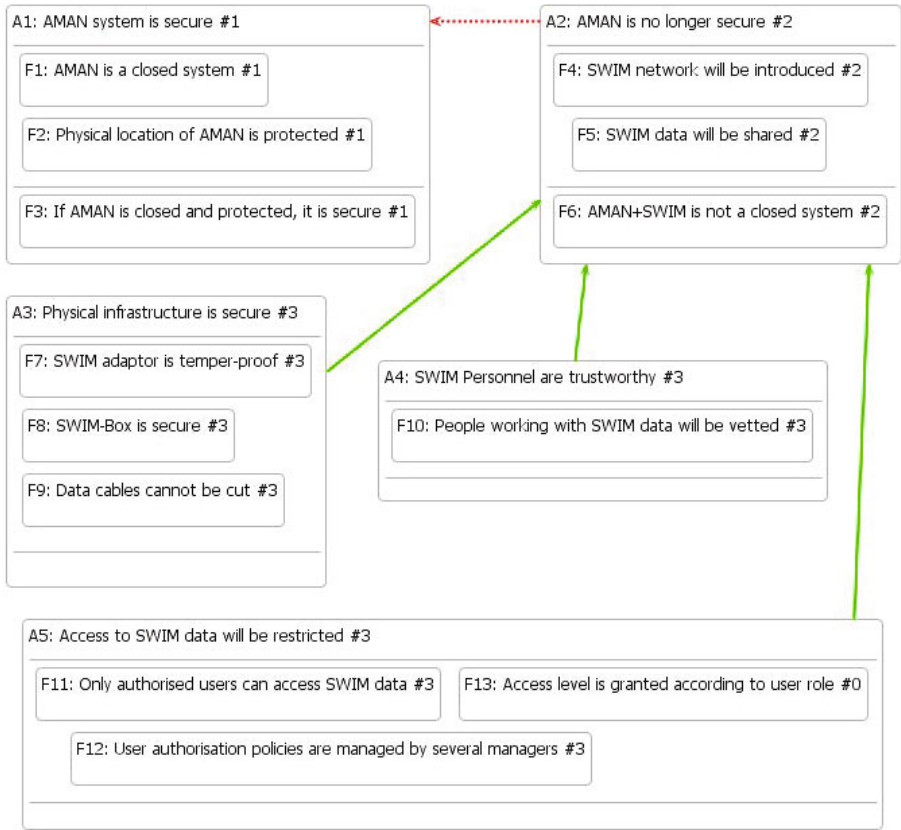 A1: AMAN system is secure #1
F1: AMAN is a closed system #1
F2: Physical location of AMAN is protected #1
F3: If AMAN is closed and protected, it is secure #1
A2: AMAN is no longer secure #2
F4: SWIM network will be introduced #2
F5: SWIM data will be shared #2
F6: AMAN+SWIM is not a closed system #2
A3: Physical infrastructure is secure #3
F7: SWIM adaptor is temper-proof #3
F8: SWIM-Box is secure #3
F9: Data cables cannot be cut #3
A4: SWIM Personnel are trustworthy #3
F10: People working with SWIM data will be vetted #3
A5: Access to SWIM data will be restricted #3
F11: Only authorised users can access SWIM data #3
F13: Access level is granted according to user role #0
F12: User authorisation policies are managed by several managers #3